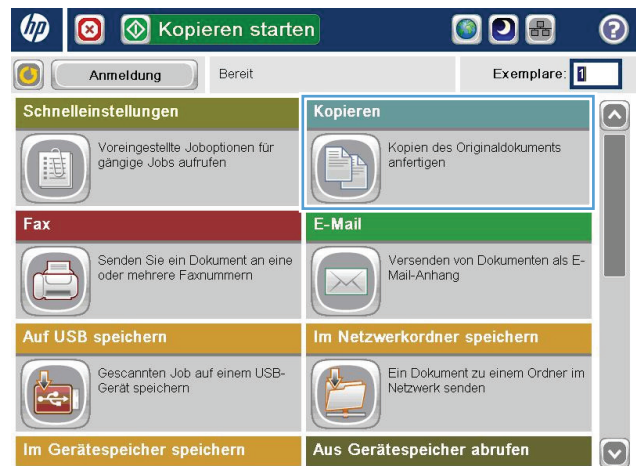 hp
Kopieren starten
?
Anmeldung
Bereit
Exemplare: 1
Schnelleinstellungen
Voreingestellte Joboptionen für
gängige Jobs aufrufen
Kopieren
Kopien des Originaldokuments
anfertigen
Fax
Senden Sie ein Dokument an eine
oder mehrere Faxnummern
E-Mail
Versenden von Dokumenten als E-
Mail-Anhang
Auf USB speichern
Gescannten Job auf einem USB-
Gerät speichern
Im Netzwerkordner speichern
Ein Dokument zu einem Ordner im
Netzwerk senden
Im Gerätespeicher speichern
Aus Gerätespeicher abrufen